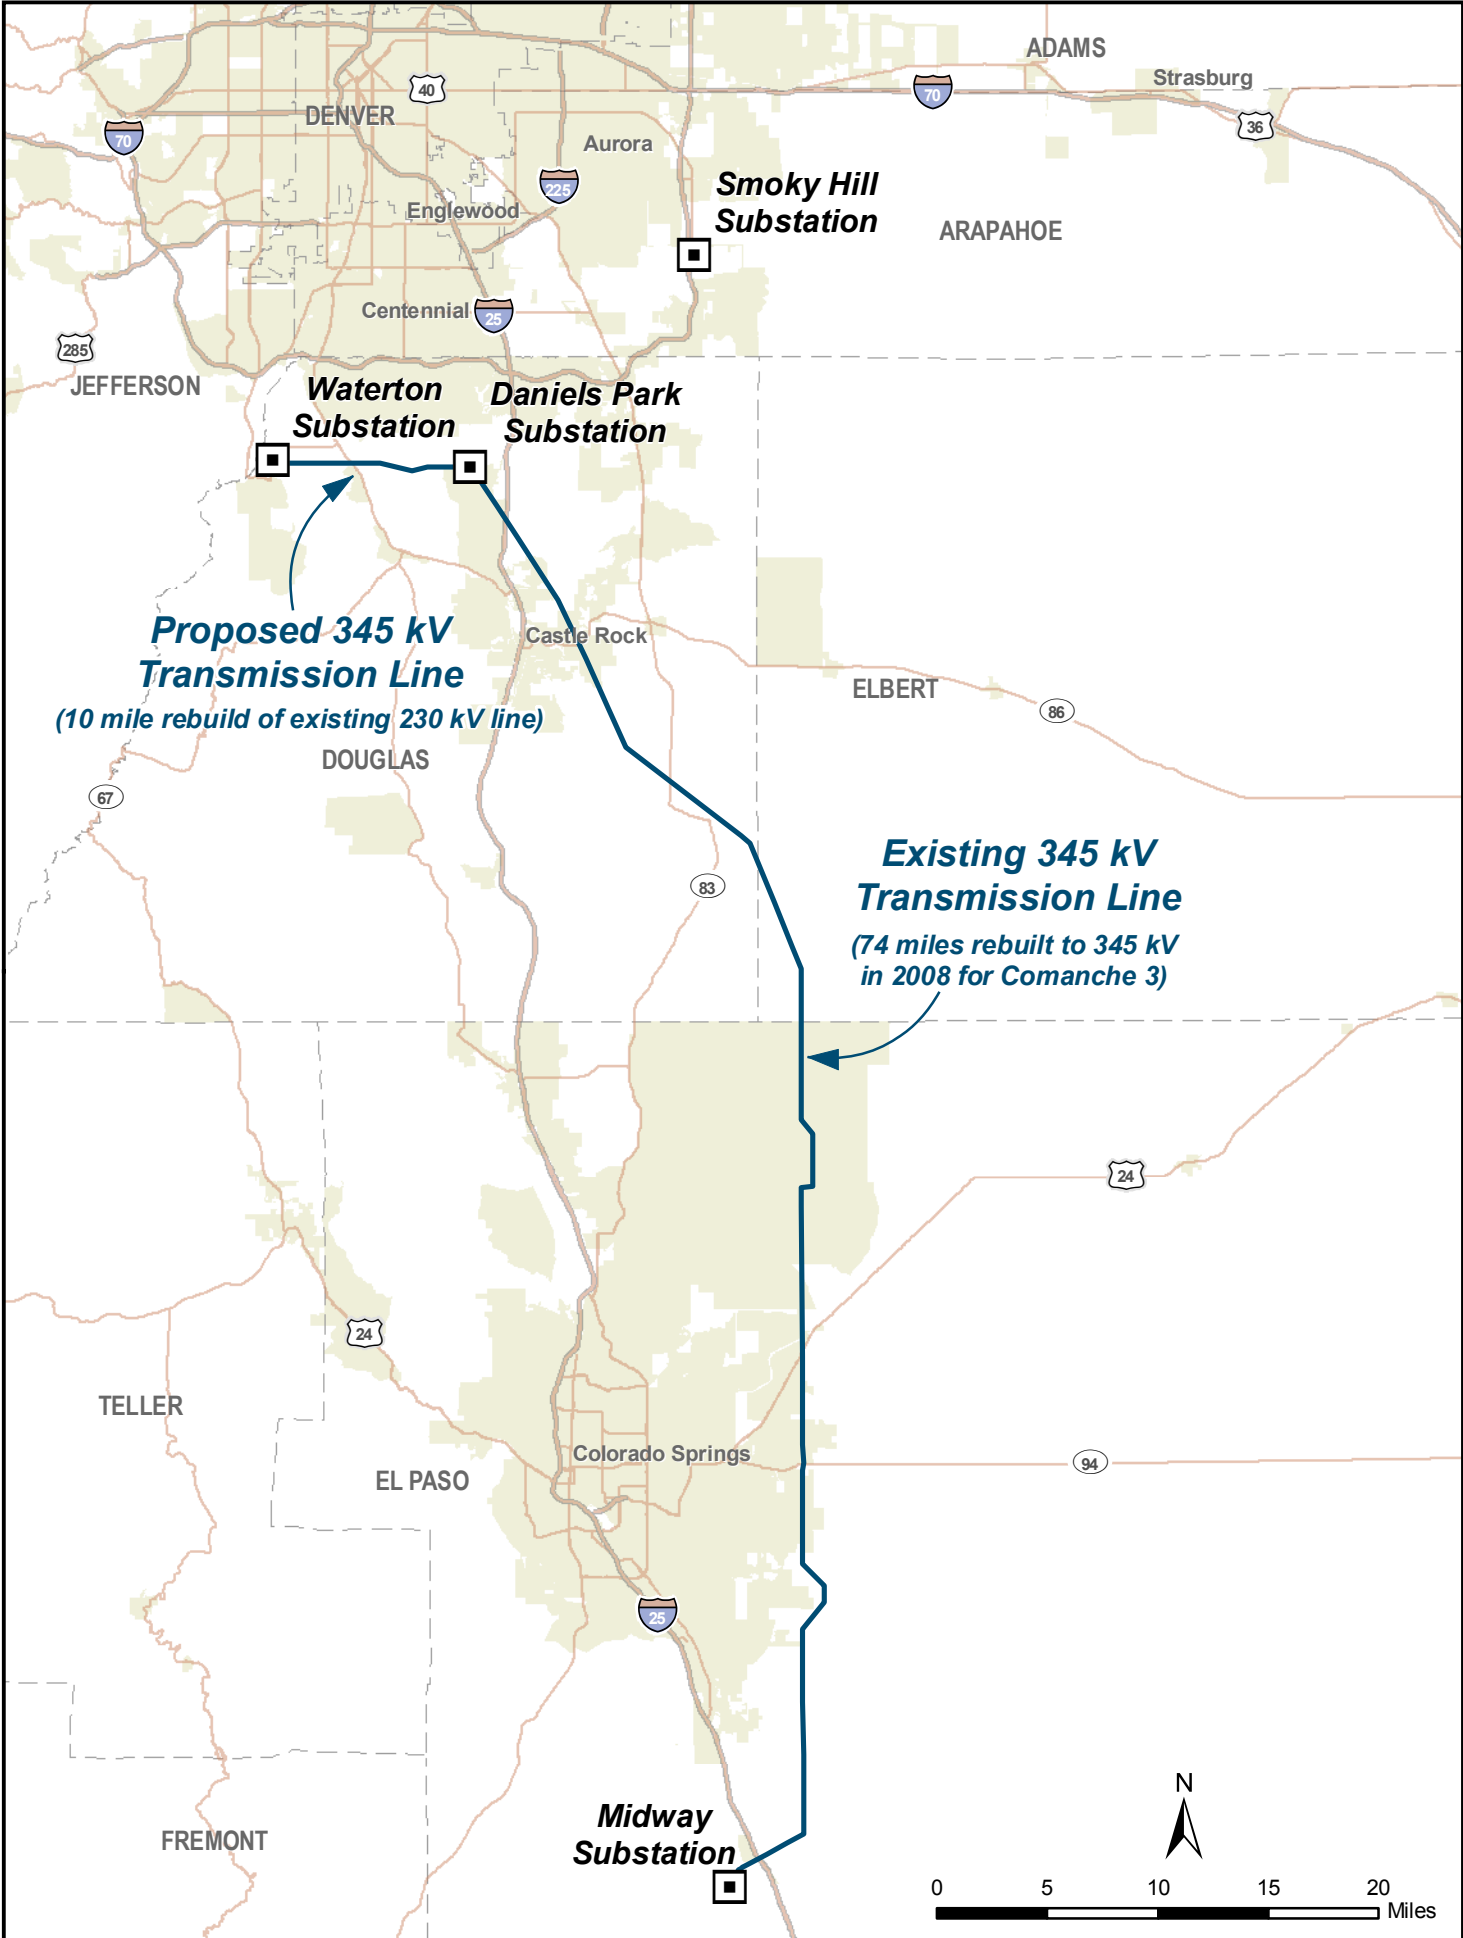 ADAMS
Strasburg
40
70
DENVER
36
70
Aurora
225
Smoky Hill
Substation
Englewood
ARAPAHOE
Centennial
25
285
JEFFERSON
Waterton
Substation
Daniels Park
Substation
Proposed 345 kV
Transmission Line
(10 mile rebuild of existing 230 kV line)
Castle Rock
ELBERT
86
DOUGLAS
67
Existing 345 kV
Transmission Line
(74 miles rebuilt to 345 kV
in 2008 for Comanche 3)
83
24
24
TELLER
Colorado Springs
94
EL PASO
25
N
Midway
Substation
FREMONT
0 5 10 15 20
Miles